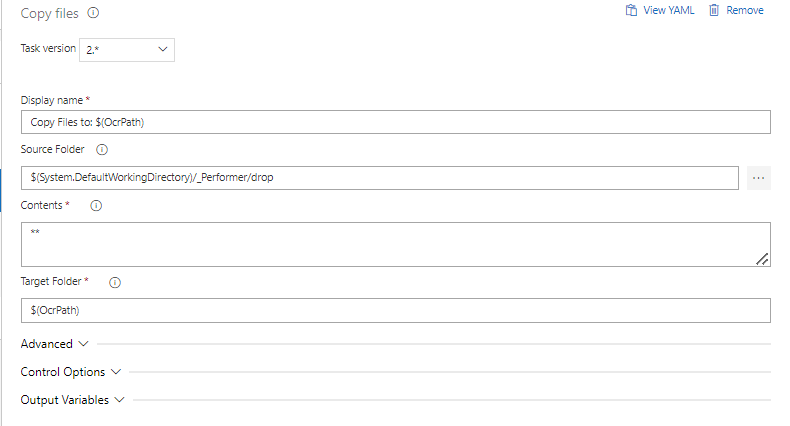 Copy files
View YAML
Remove
Task version 2.*
Display name *
Copy Files to: $(OcrPath)
Source Folder
$(System.DefaultWorkingDirectory)/_Performer/drop
...
Contents *
**
Target Folder *
$(OcrPath)
Advanced
Control Options
Output Variables